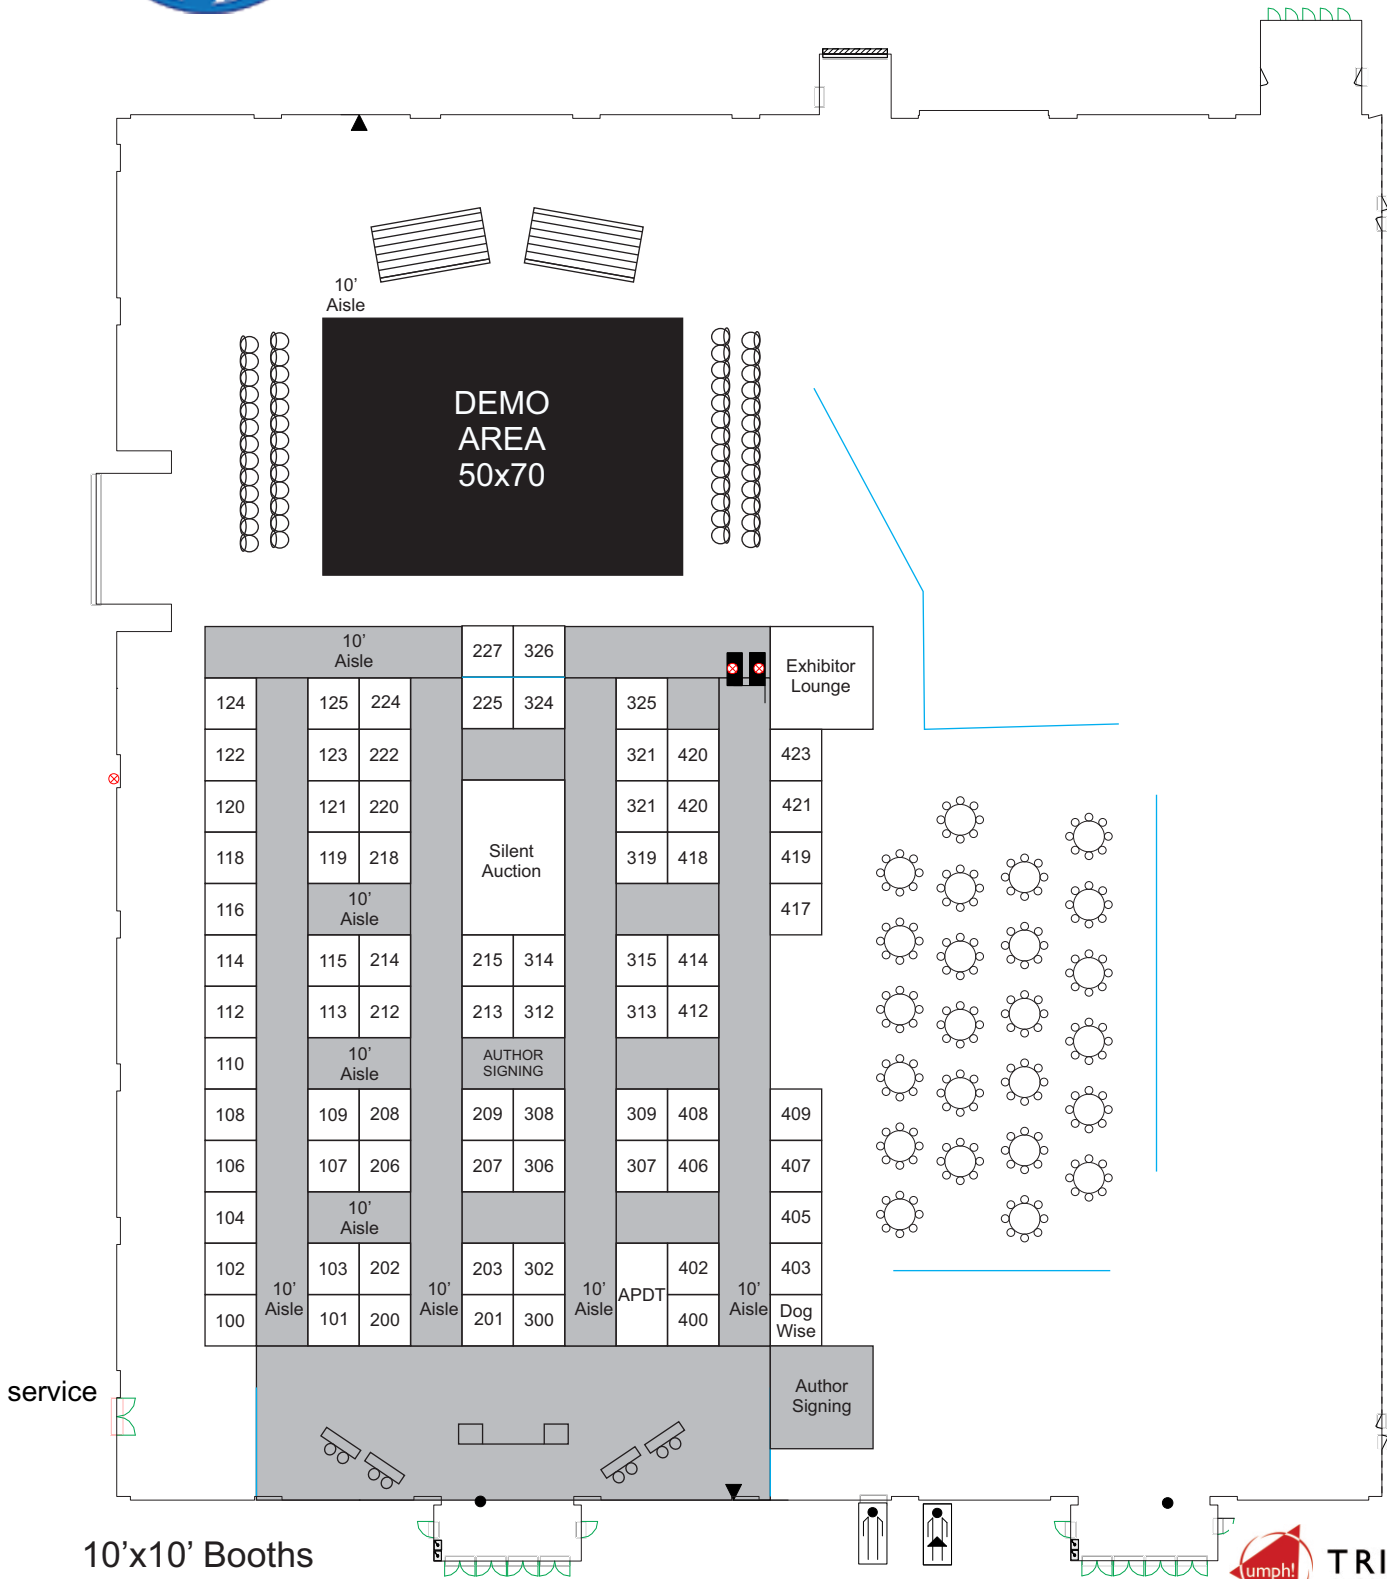 10'
Aisle
DEMO
AREA
50x70
10'
Aisle
227 326
Exhibitor
Lounge
124 125 224 225 324 325
122 123 222 321 420 423
120 121 220 321 420 421
Silent
Auction
118 119 218 319 418 419
116
10'
Aisle
417
114 115 214 215 314 315 414
112 113 212 213 312 313 412
110
10'
Aisle
AUTHOR
SIGNING
108 109 208 209 308 309 408 409
106 107 206 207 306 307 406 407
104
10'
Aisle
405
102 103 202 203 302 402 403
10'
Aisle
10'
Aisle
10'
Aisle
APDT
10'
Aisle
100 101 200 201 300 400
Dog
Wise
service
Author
Signing
10'x10' Booths
umph!
TRI